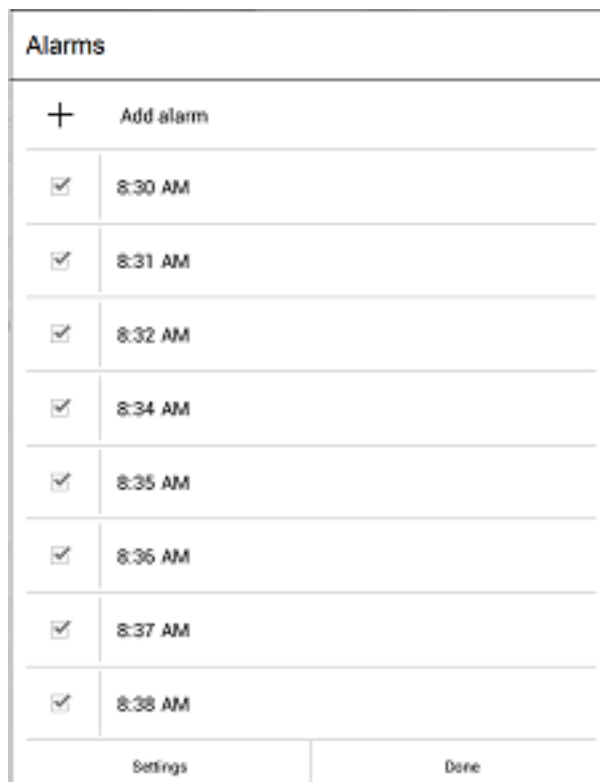 Alarms
Add alarm
8:30 AM
8:31 AM
8:32 AM
8:34 AM
8:35 AM
8:36 AM
8:37 AM
8:38 AM
Settings Done